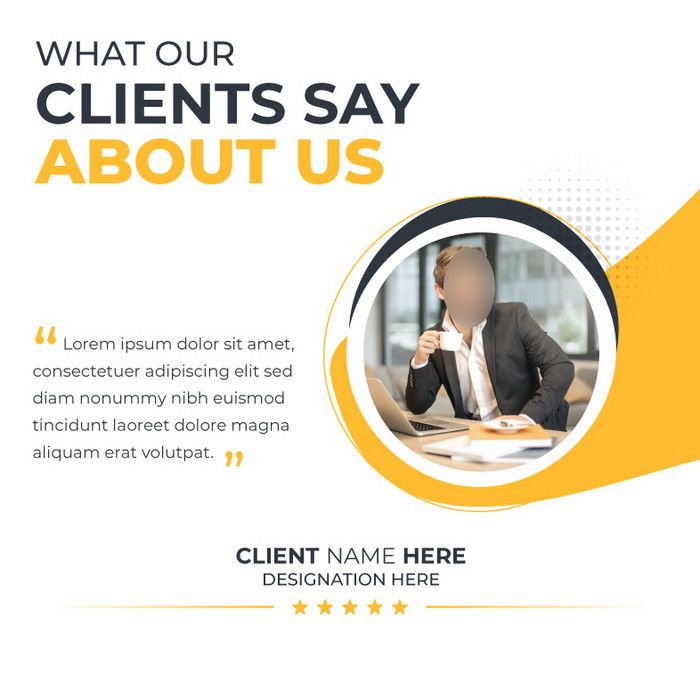 WHAT OUR
CLIENTS SAY
ABOUT US
“ Lorem ipsum dolor sit amet,
consectetuer adipiscing elit sed
diam nonummy nibh euismod
tincidunt laoreet dolore magna
aliquam erat volutpat. ”
CLIENT NAME HERE
DESIGNATION HERE